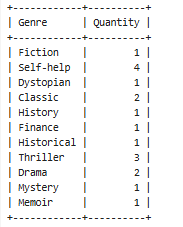 +------------+----------+
| Genre      | Quantity |
+------------+----------+
| Fiction    |        1 |
| Self-help  |        4 |
| Dystopian  |        1 |
| Classic    |        2 |
| History    |        1 |
| Finance    |        1 |
| Historical |        1 |
| Thriller   |        3 |
| Drama      |        2 |
| Mystery    |        1 |
| Memoir     |        1 |
+------------+----------+